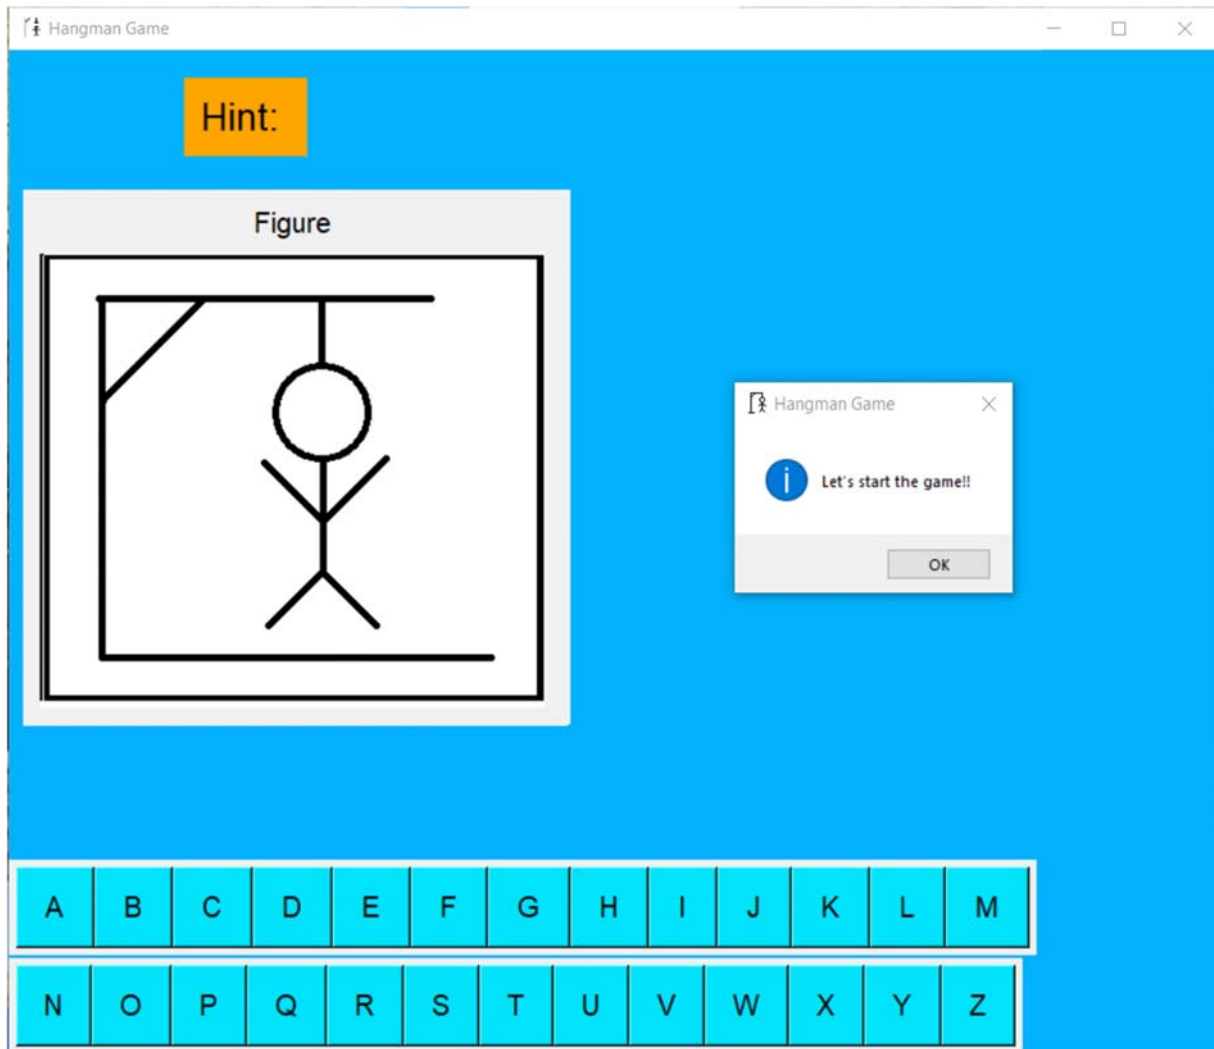 Hangman Game
Hint:
Figure
Hangman Game
Let's start the game!!
OK
A B C D E F G H I J K L M
N O P Q R S T U V W X Y Z